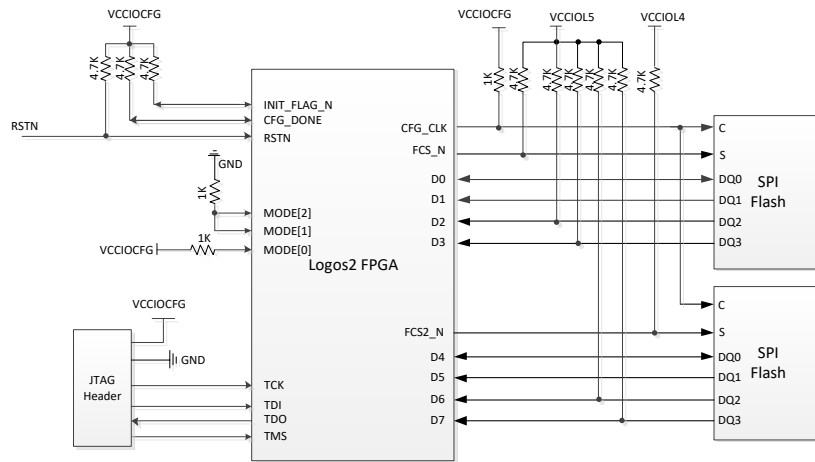 VCCIOCFG
4.7K
4.7K
4.7K
RSTN
INIT_FLAG_N
CFG_DONE
RSTN
GND
1K
MODE[2]
MODE[1]
MODE[0]
VCCIOCFG
1K
Logos2 FPGA
VCCIOCFG
GND
JTAG
Header
TCK
TDI
TDO
TMS
VCCIOCFG
VCCIOL5
VCCIOL4
1K
4.7K
4.7K
4.7K
4.7K
4.7K
4.7K
CFG_CLK
FCS_N
D0
D1
D2
D3
FCS2_N
D4
D5
D6
D7
C
S
DQ0
DQ1
DQ2
DQ3
SPI
Flash
C
S
DQ0
DQ1
DQ2
DQ3
SPI
Flash